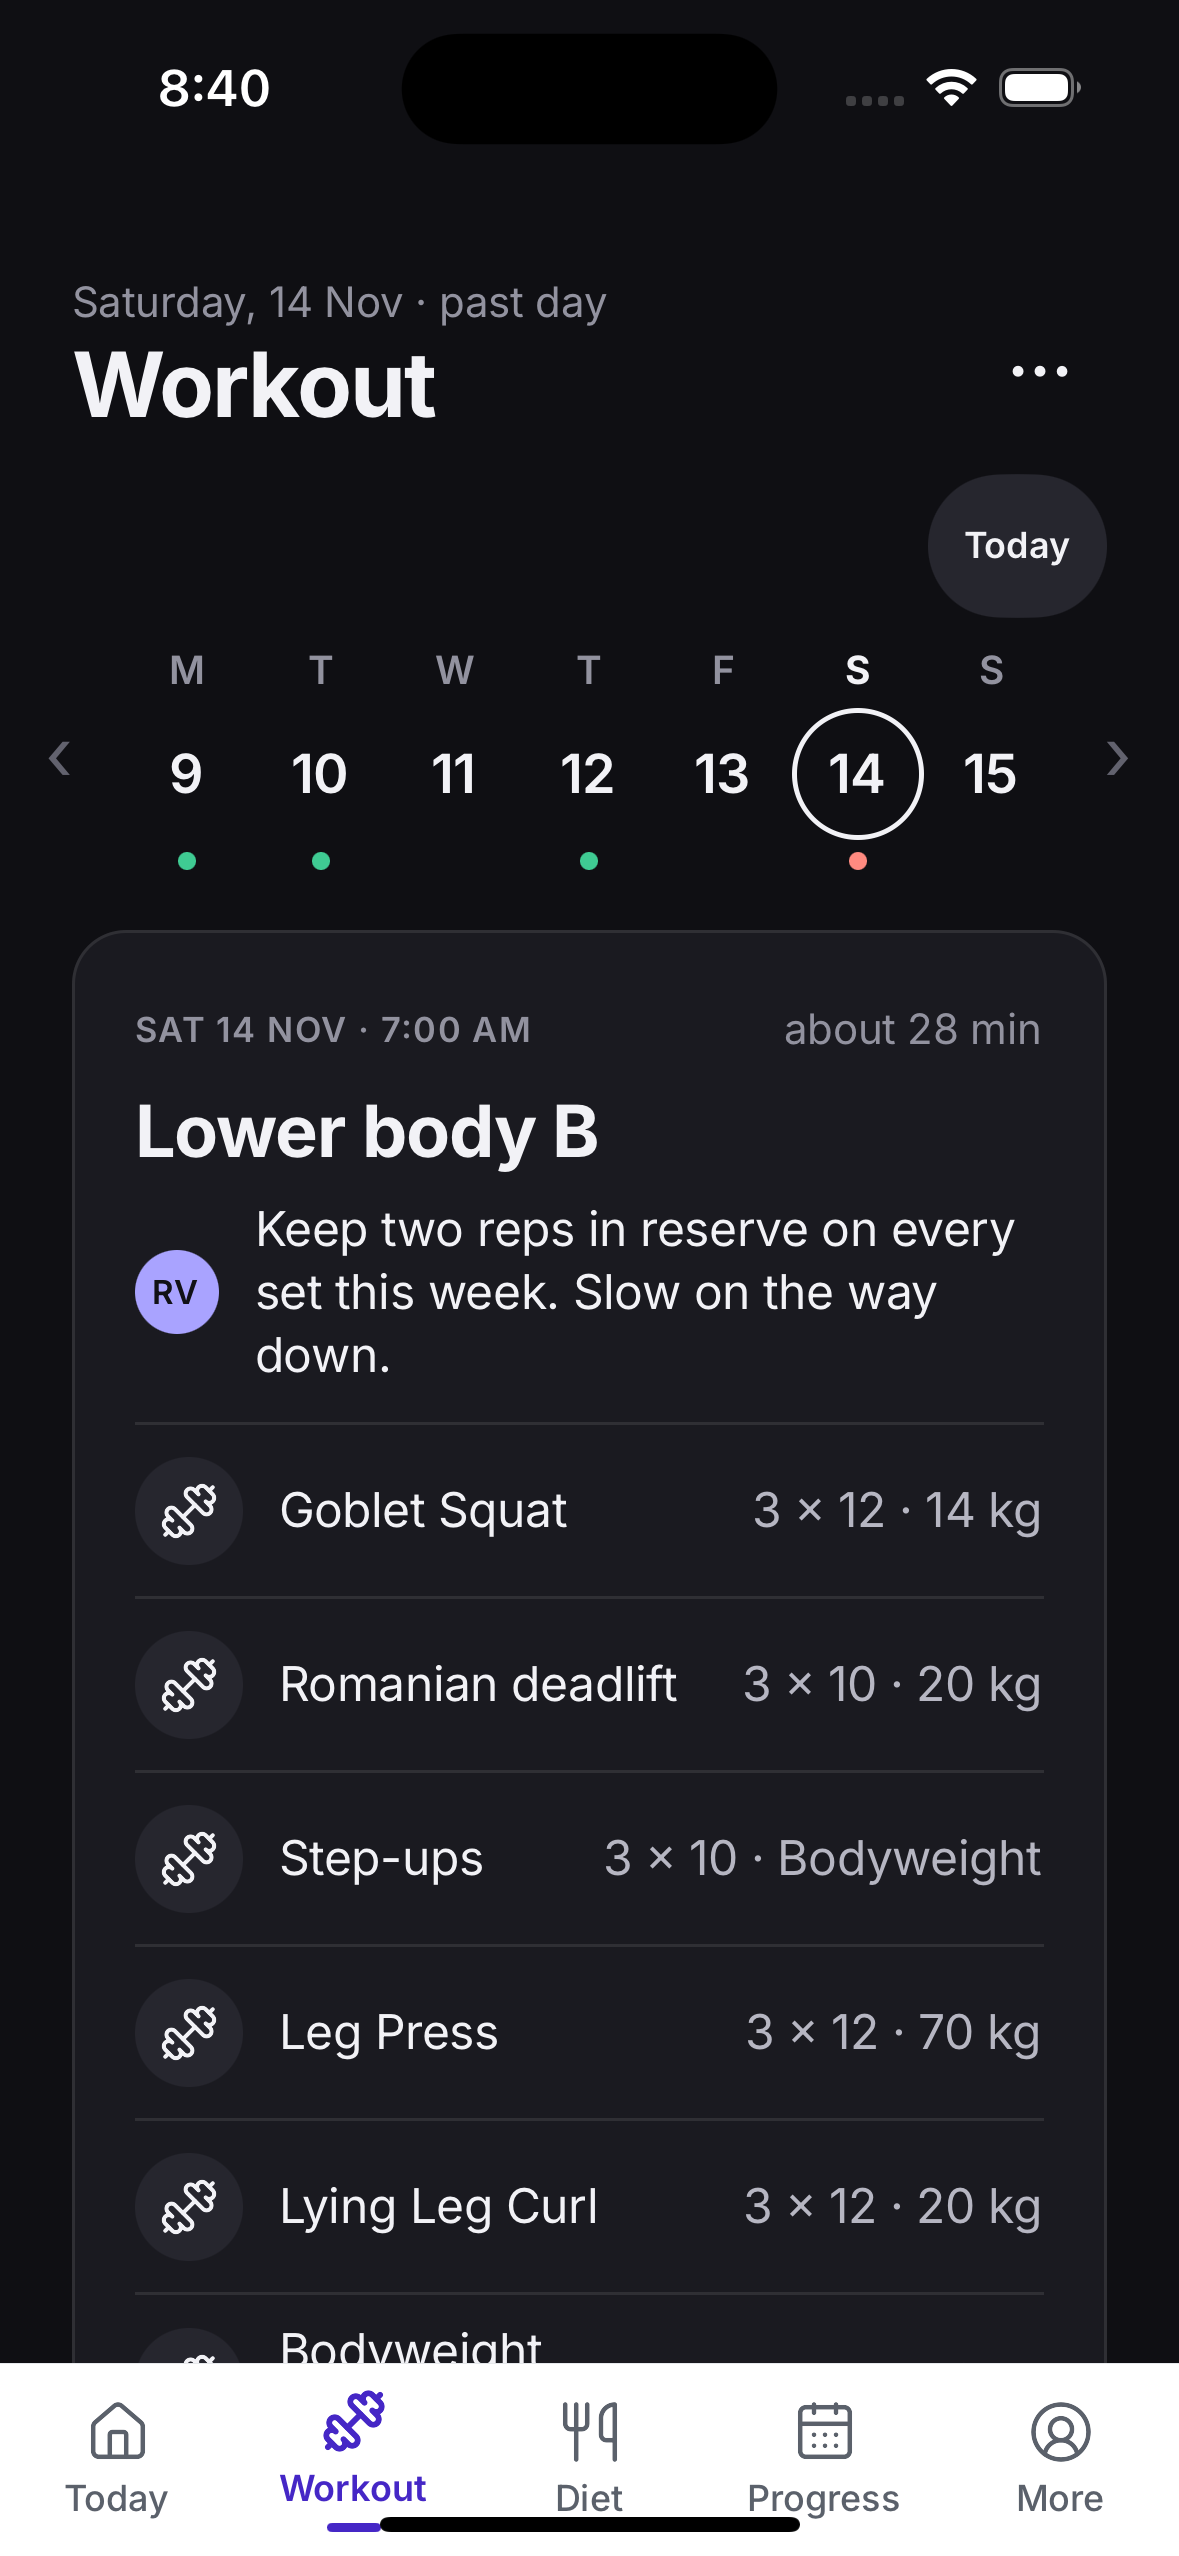 8:40
Saturday, 14 Nov · past day
Workout
Today
M T W T F S S
9 10 11 12 13 14 15
SAT 14 NOV · 7:00 AM about 28 min
Lower body B
Keep two reps in reserve on every
set this week. Slow on the way
down.
RV
Goblet Squat 3 × 12 · 14 kg
Romanian deadlift 3 × 10 · 20 kg
Step-ups 3 × 10 · Bodyweight
Leg Press 3 × 12 · 70 kg
Lying Leg Curl 3 × 12 · 20 kg
Bodyweight
Today Workout Diet Progress More